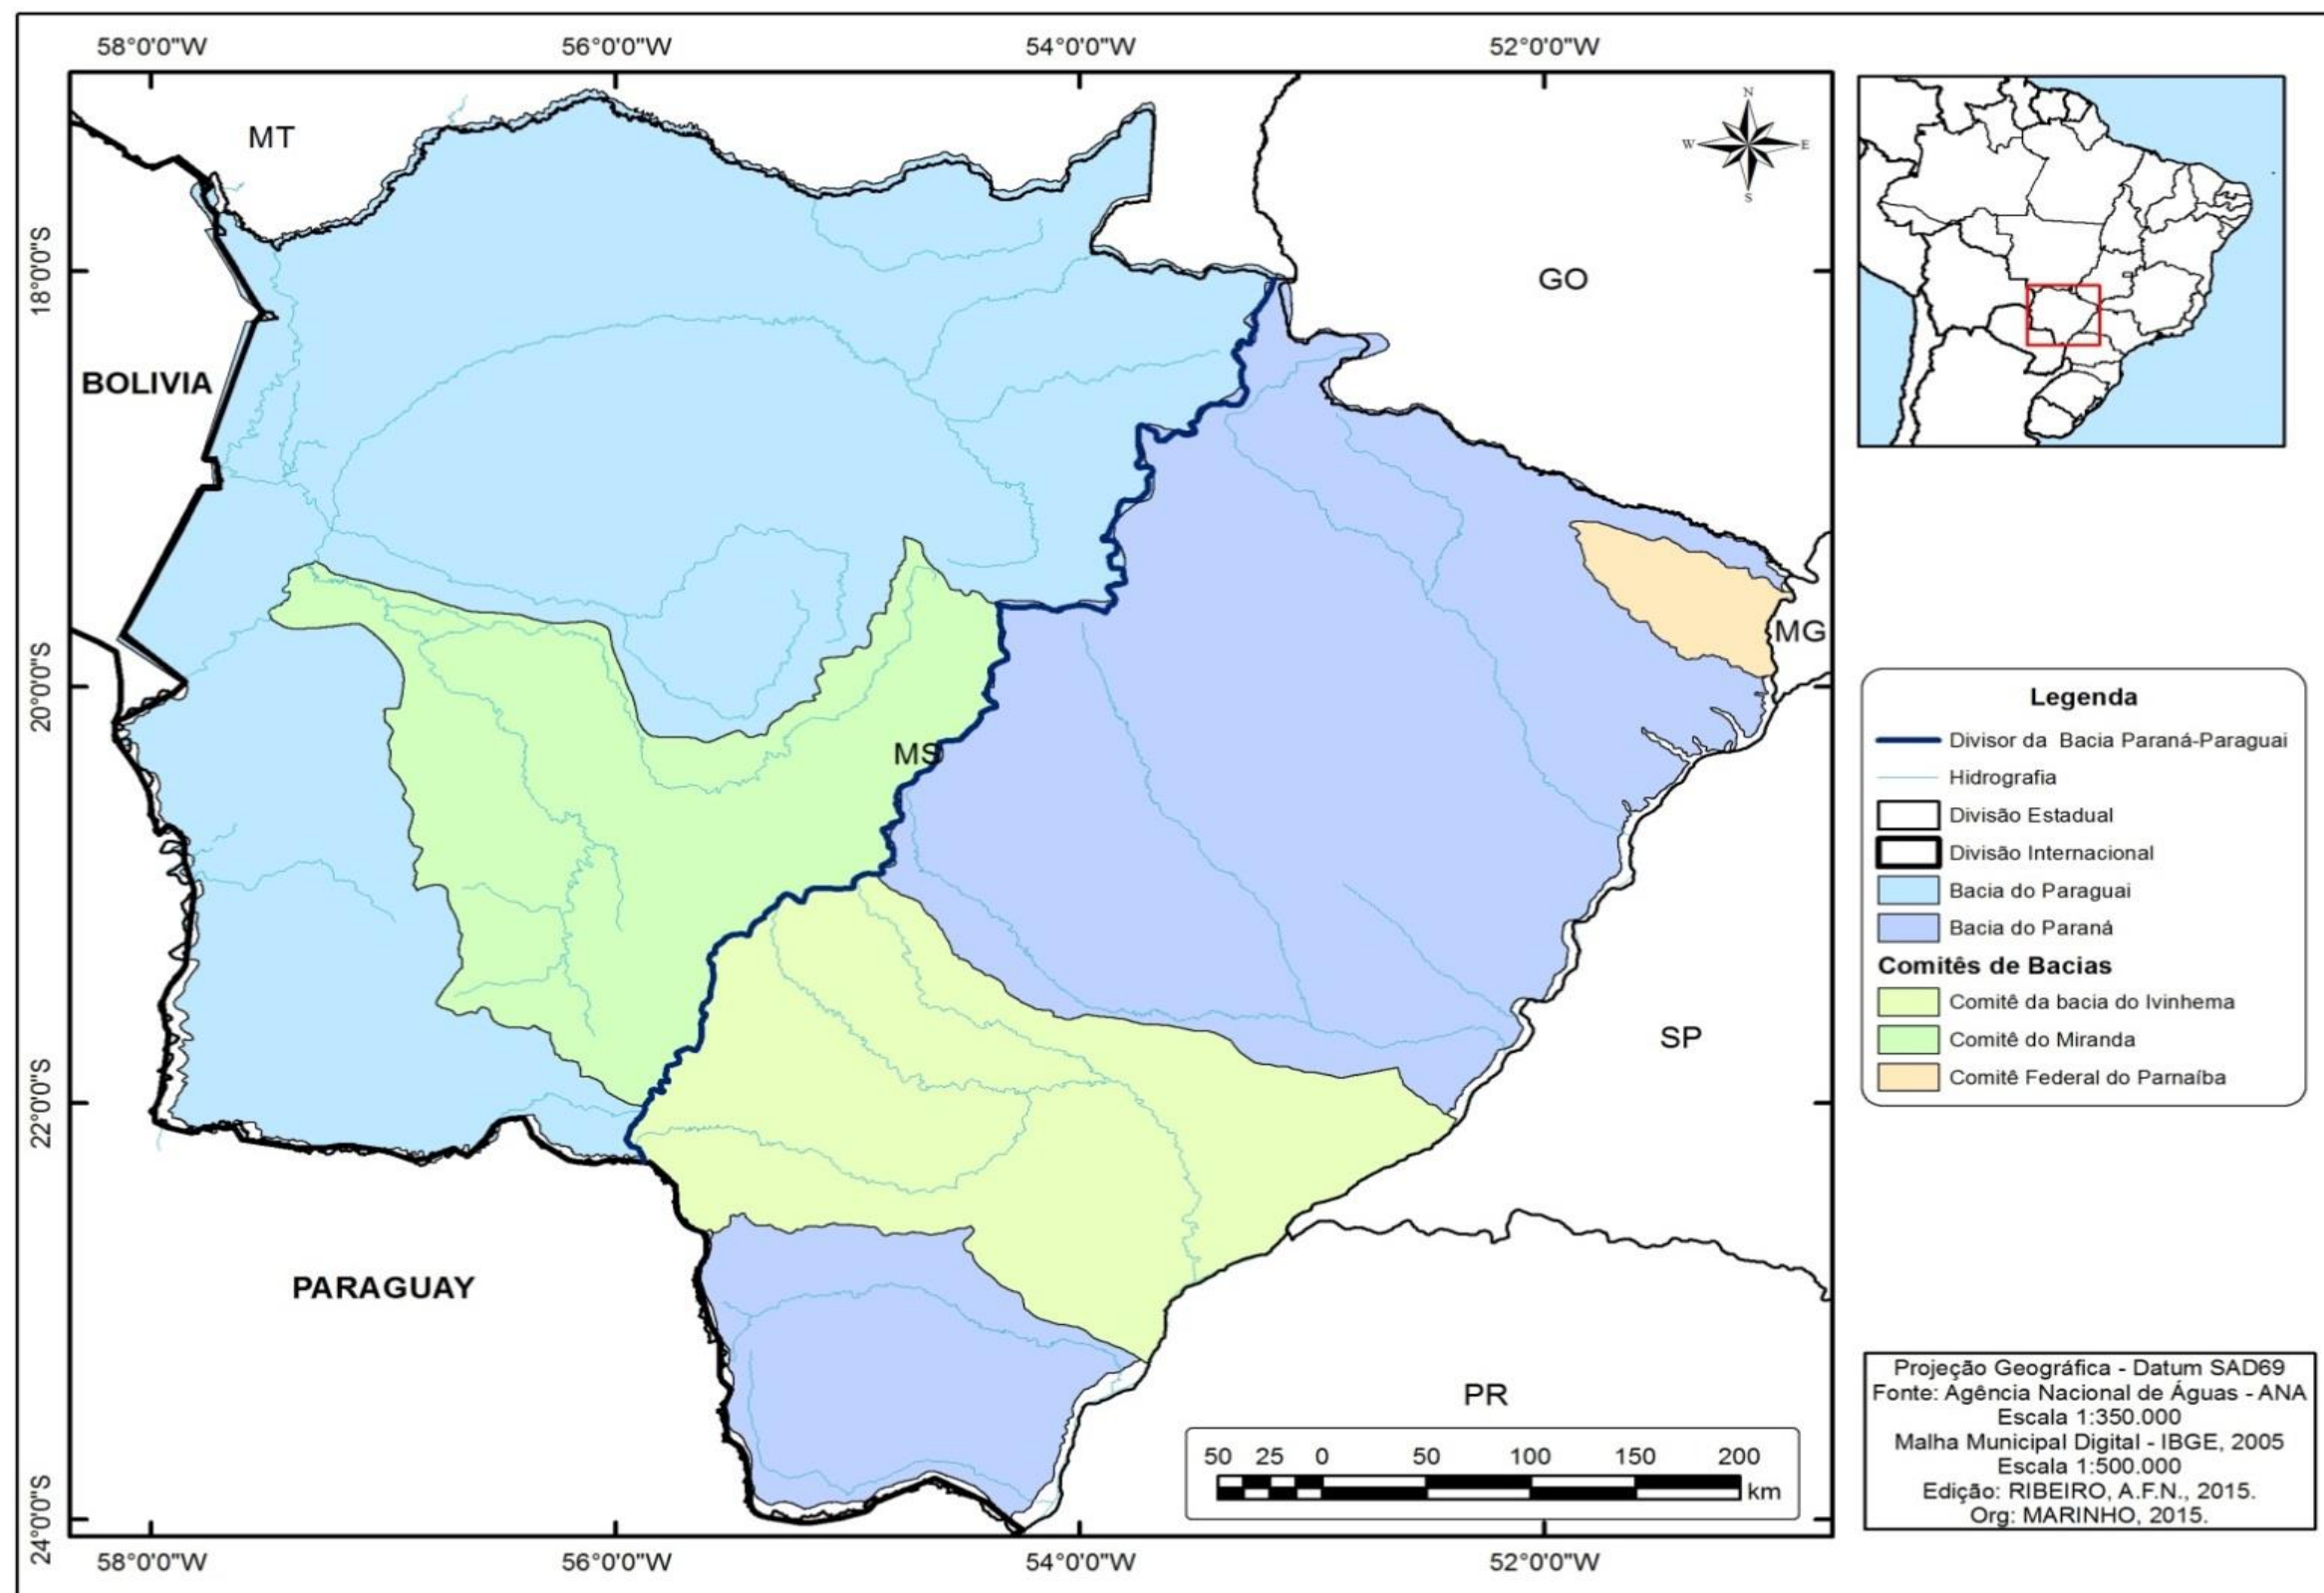 58°0'0"W
56°0'0"W
54°0'0"W
52°0'0"W
N
W
E
S
MT
GO
18°0'0"S
BOLIVIA
MG
20°0'0"S
MS
SP
22°0'0"S
PARAGUAY
PR
24°0'0"S
50 25 0 50 100 150 200
km
58°0'0"W
56°0'0"W
54°0'0"W
52°0'0"W
Legenda
Divisor da Bacia Paraná-Paraguai
Hidrografia
Divisão Estadual
Divisão Internacional
Bacia do Paraguai
Bacia do Paraná
Comitês de Bacias
Comitê da bacia do Ivinhema
Comitê do Miranda
Comitê Federal do Parnaíba
Projeção Geográfica - Datum SAD69
Fonte: Agência Nacional de Águas - ANA
Escala 1:350.000
Malha Municipal Digital - IBGE, 2005
Escala 1:500.000
Edição: RIBEIRO, A.F.N., 2015.
Org: MARINHO, 2015.